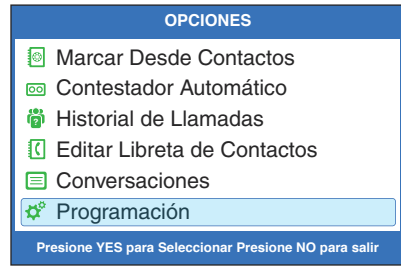 OPCIONES
Marcar Desde Contactos
Contestador Automático
Historial de Llamadas
Editar Libreta de Contactos
Conversaciones
Programación
Presione YES para Seleccionar Presione NO para salir